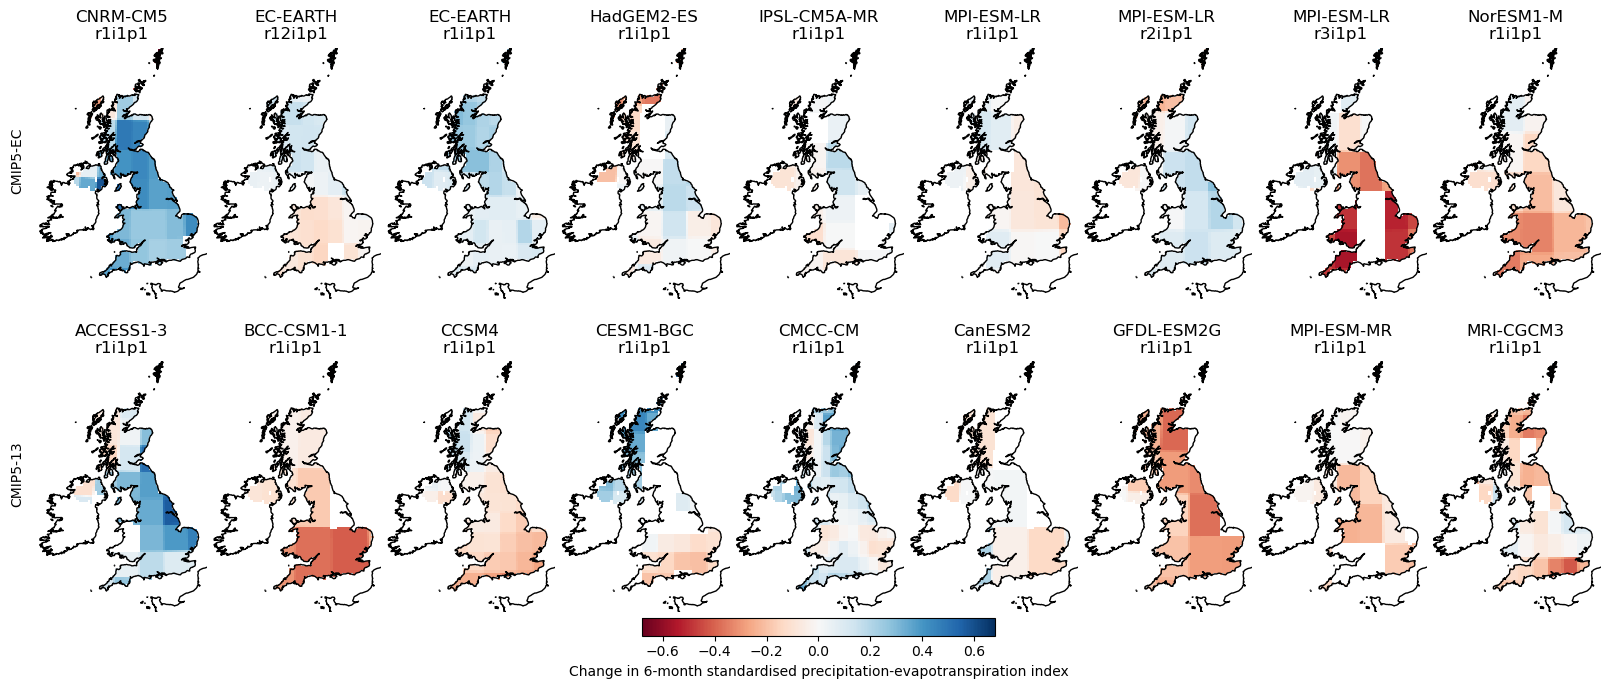 CNRM-CM5 EC-EARTH EC-EARTH HadGEM2-ES IPSL-CM5A-MR MPI-ESM-LR MPI-ESM-LR MPI-ESM-LR NorESM1-M
r1i1p1 r12i1p1 r1i1p1 r1i1p1 r1i1p1 r1i1p1 r2i1p1 r3i1p1 r1i1p1
CMIP5-EC
ACCESS1-3 BCC-CSM1-1 CCSM4 CESM1-BGC CMCC-CM CanESM2 GFDL-ESM2G MPI-ESM-MR MRI-CGCM3
r1i1p1 r1i1p1 r1i1p1 r1i1p1 r1i1p1 r1i1p1 r1i1p1 r1i1p1 r1i1p1
CMIP5-13
−0.6 −0.4 −0.2 0.0 0.2 0.4 0.6
Change in 6-month standardised precipitation-evapotranspiration index